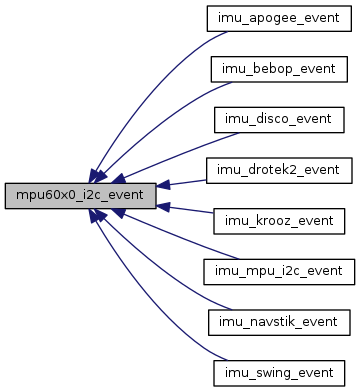 imu_apogee_event
imu_bebop_event
imu_disco_event
imu_drotek2_event
mpu60x0_i2c_event
imu_krooz_event
imu_mpu_i2c_event
imu_navstik_event
imu_swing_event